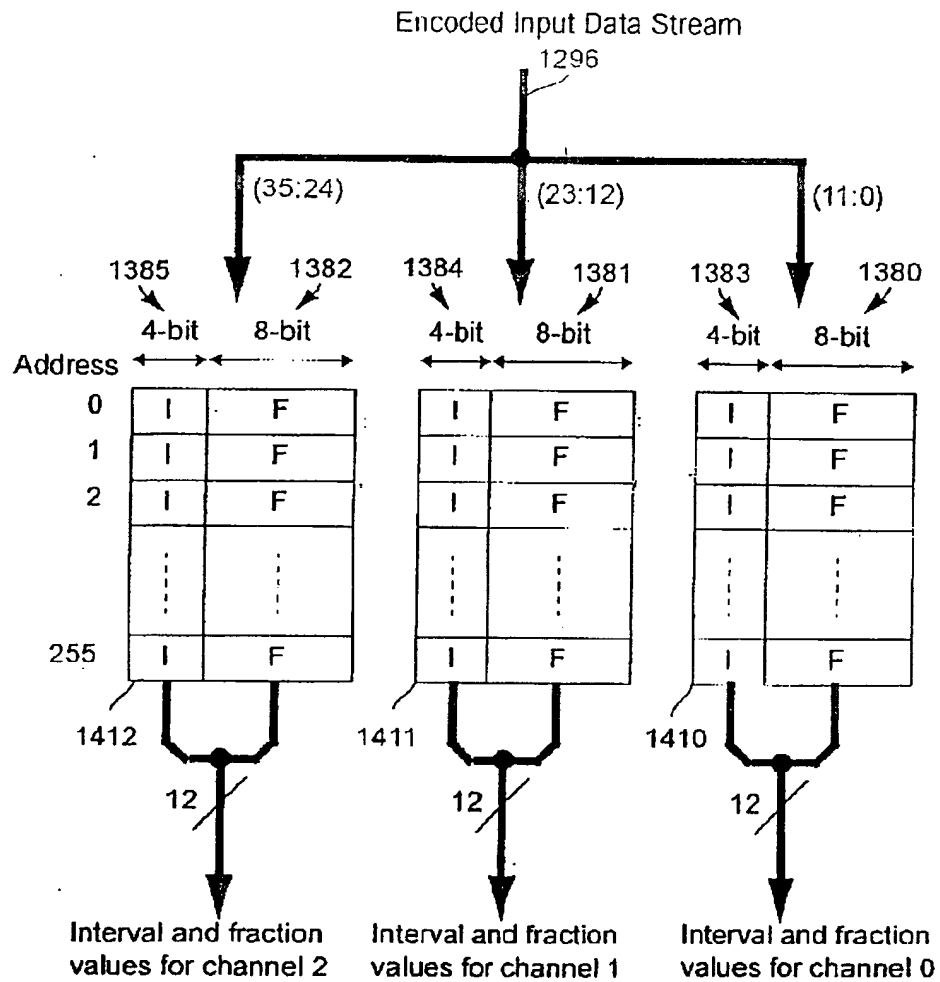 Encoded Input Data Stream
1296
(35:24) (23:12) (11:0)
1385 1382 1384 1381 1383 1380
4-bit 8-bit 4-bit 8-bit 4-bit 8-bit
Address
0 I F I F I F
1 I F I F I F
2 I F I F I F
255 I F I F I F
1412 1411 1410
12 12 12
Interval and fraction Interval and fraction Interval and fraction
values for channel 2 values for channel 1 values for channel 0